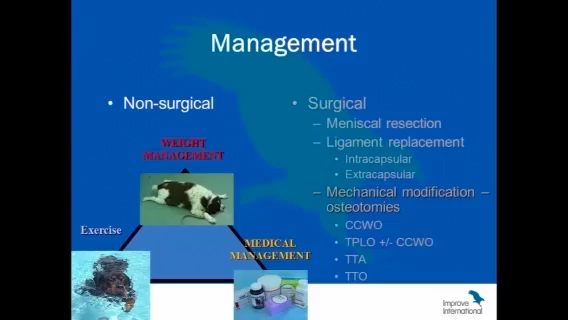 Management
• Non-surgical
WEIGHT
MANAGEMENT
Exercise
MEDICAL
MANAGEMENT
• Surgical
– Meniscal resection
– Ligament replacement
• Intracapsular
• Extracapsular
– Mechanical modification –
osteotomies
• CCWO
• TPLO +/- CCWO
• TTA
• TTO
Improve
International